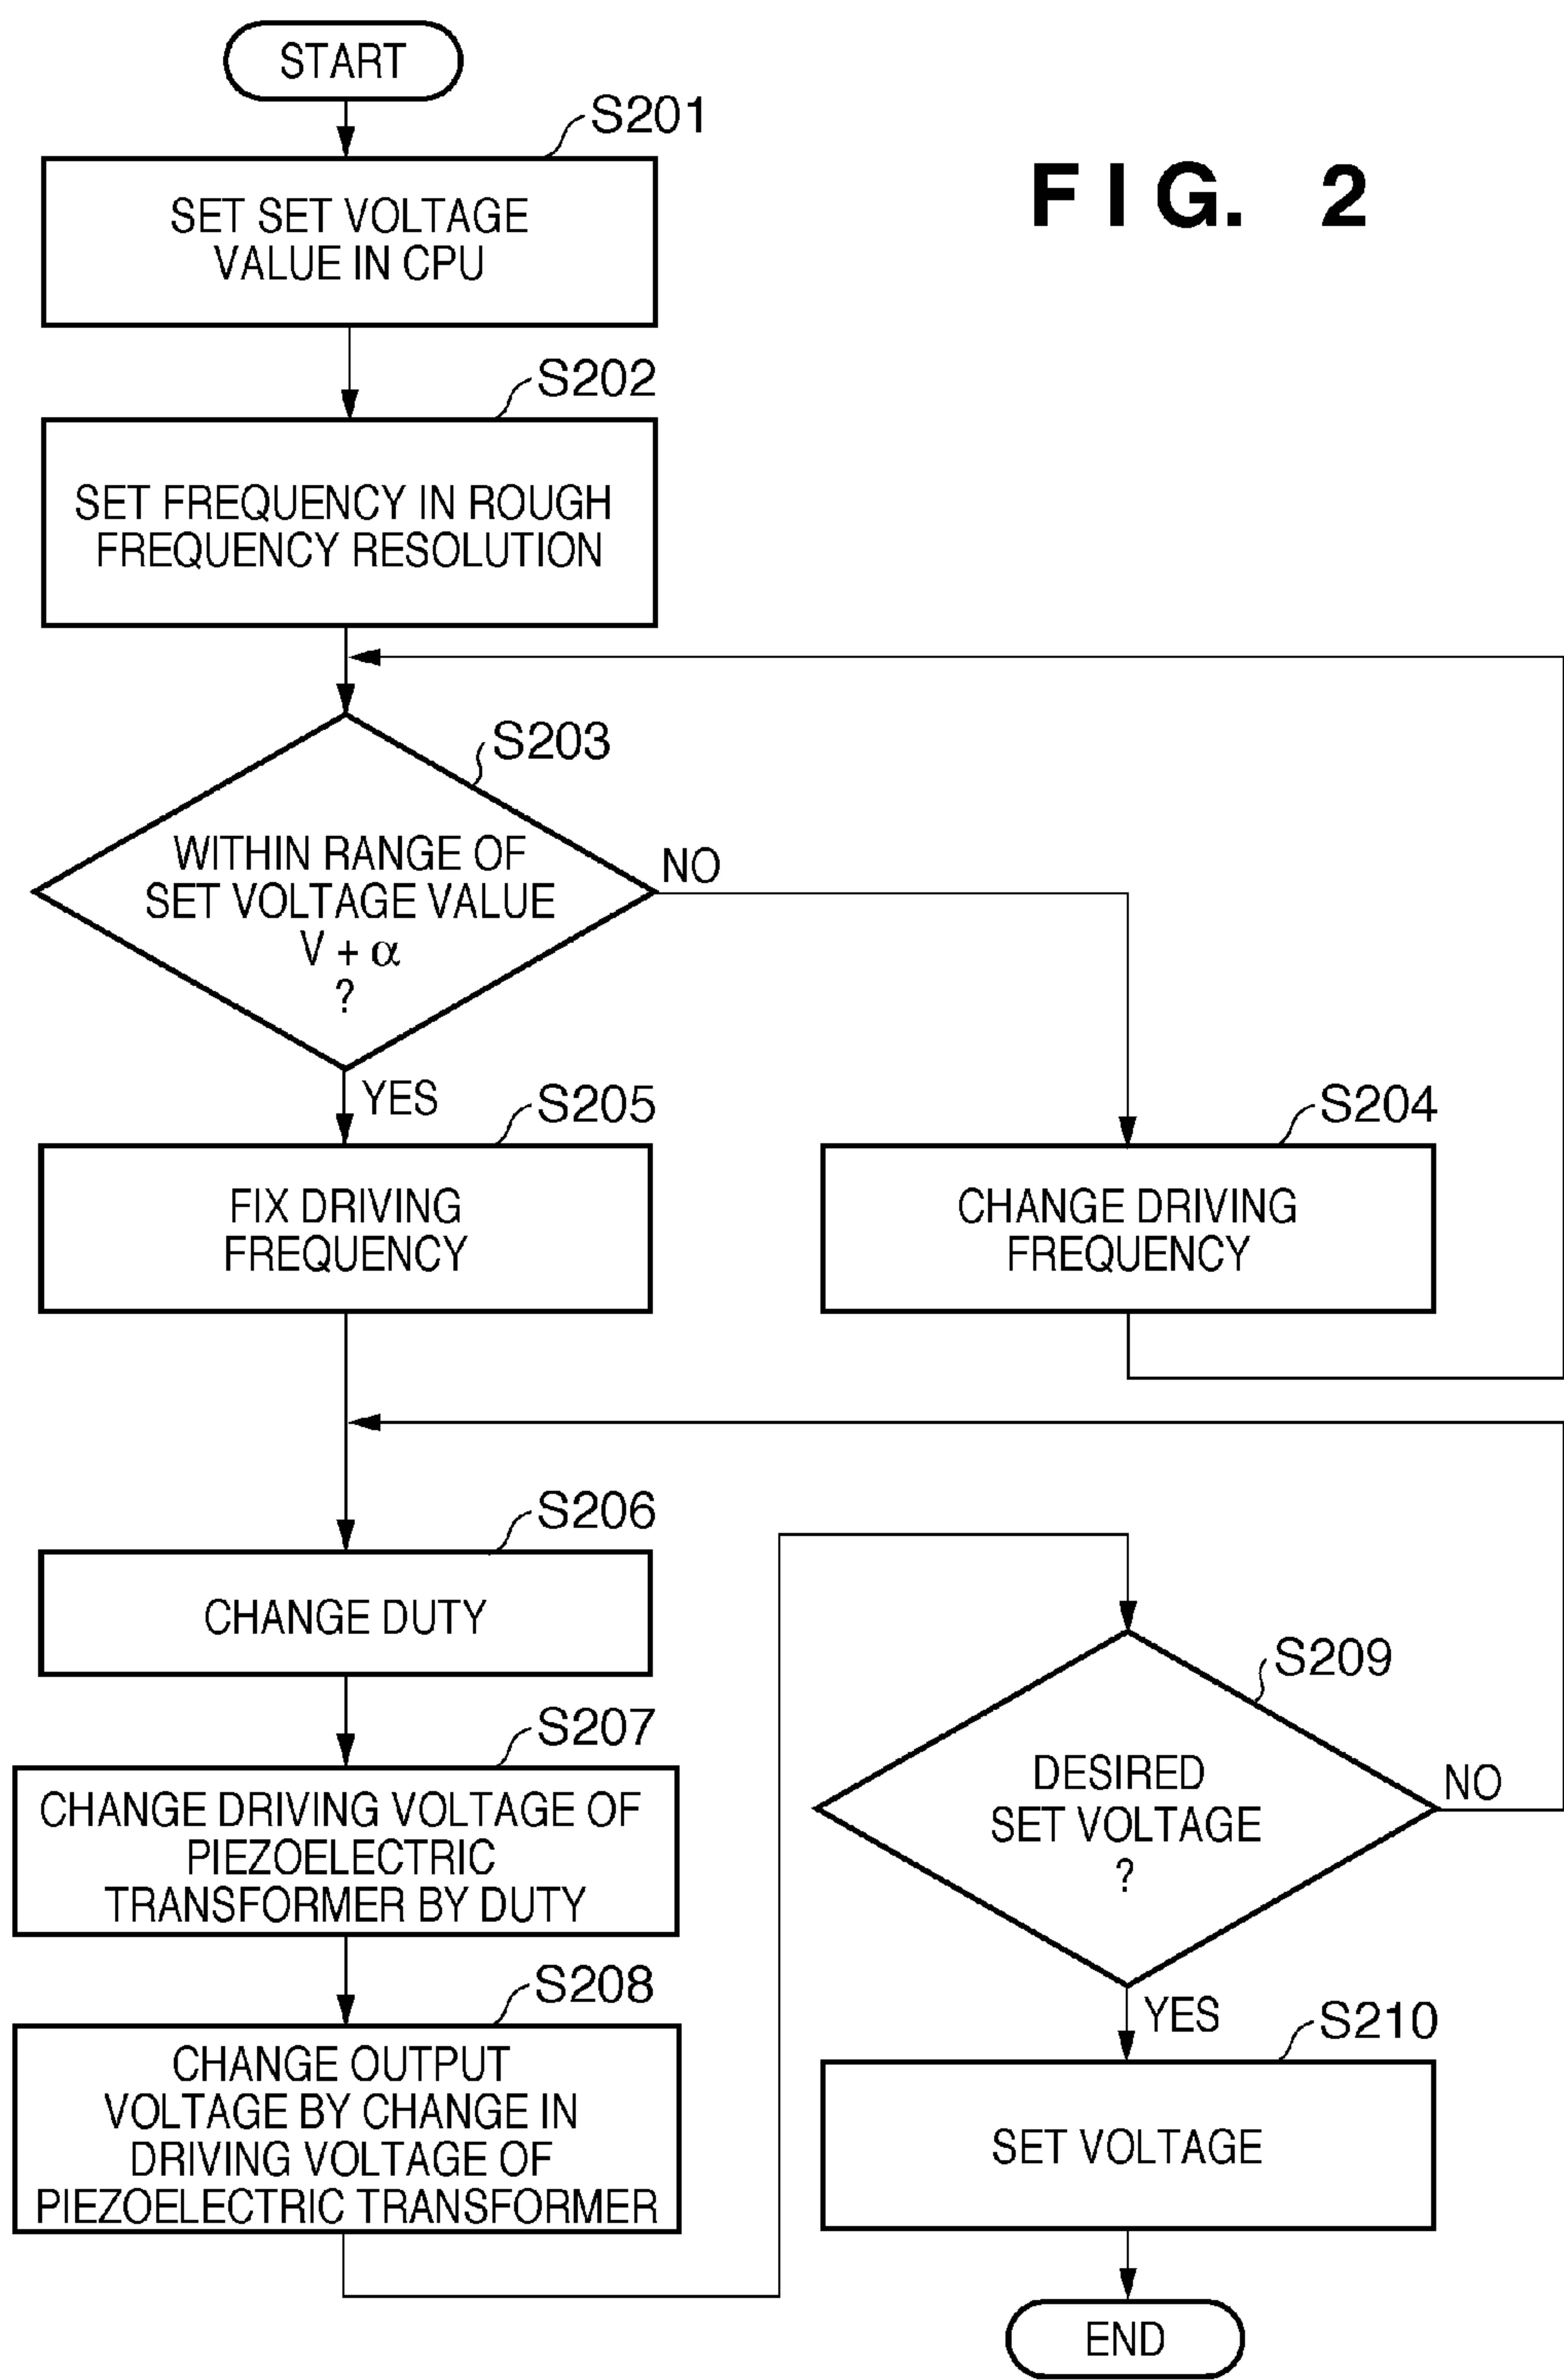 START
S201
FIG. 2
SET SET VOLTAGE
VALUE IN CPU
S202
SET FREQUENCY IN ROUGH
FREQUENCY RESOLUTION
S203
WITHIN RANGE OF
SET VOLTAGE VALUE
V + α
?
NO
YES
S205
FIX DRIVING
FREQUENCY
S204
CHANGE DRIVING
FREQUENCY
S206
CHANGE DUTY
S207
CHANGE DRIVING VOLTAGE OF
PIEZOELECTRIC
TRANSFORMER BY DUTY
S208
CHANGE OUTPUT
VOLTAGE BY CHANGE IN
DRIVING VOLTAGE OF
PIEZOELECTRIC TRANSFORMER
S209
DESIRED
SET VOLTAGE
?
NO
YES
S210
SET VOLTAGE
END